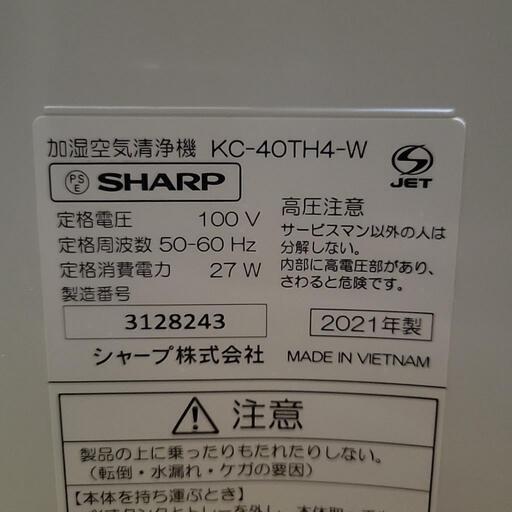 加湿空気清浄機 KC-40TH4-W
PS E SHARP
JET
定格電圧 100 V
定格周波数 50-60 Hz
定格消費電力 27 W
製造番号
3128243
シャープ株式会社
高圧注意
サービスマン以外の人は
分解しない。
内部に高電圧部があり、
さわると危険です。
2021年製
MADE IN VIETNAM
注意
製品の上に乗ったりもたれたりしない。
（転倒・水漏れ・ケガの要因）
【本体を持ち運ぶとき】